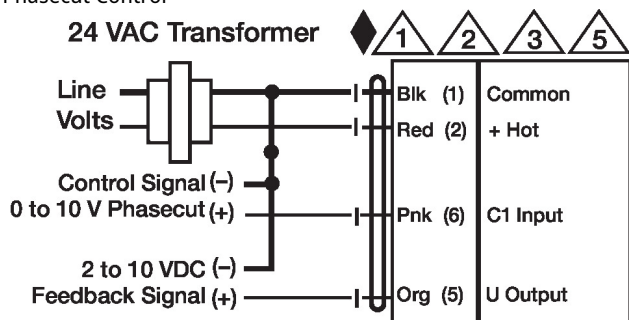 Phasecut Control
24 VAC Transformer
1 2 3 5
Line
Volts
Blk (1) Common
Red (2) + Hot
Control Signal (–)
0 to 10 V Phasecut (+)
Pnk (6) C1 Input
2 to 10 VDC (–)
Feedback Signal (+)
Org (5) U Output